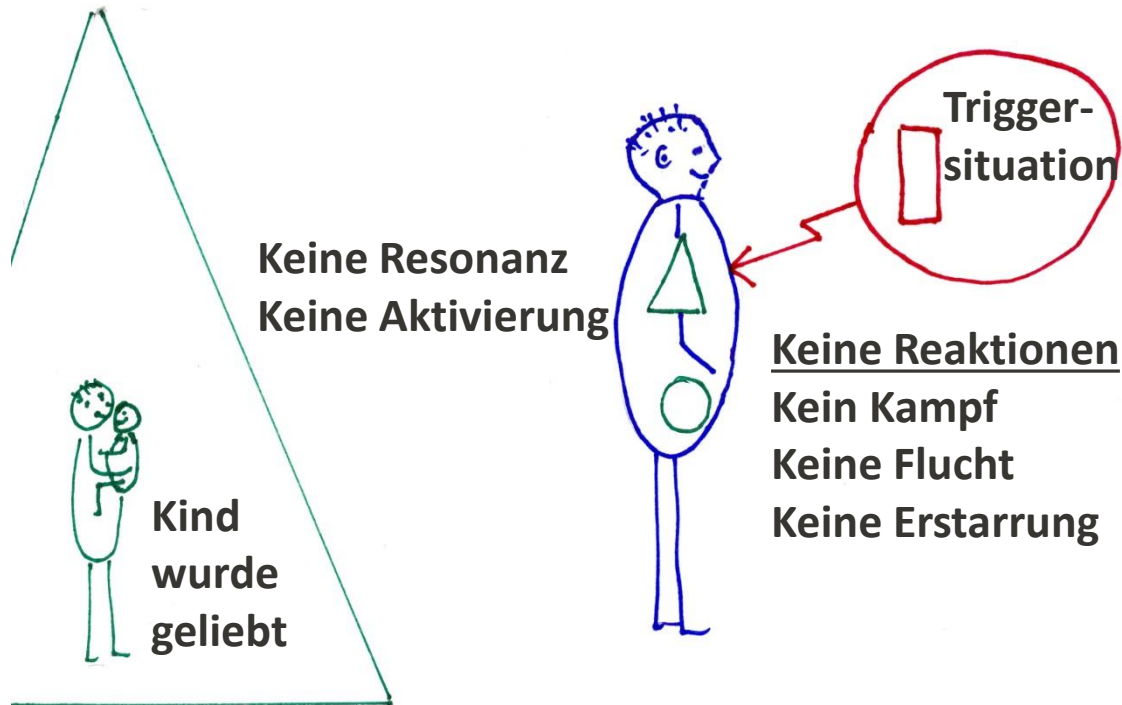 Trigger-
situation
Keine Resonanz
Keine Aktivierung
Keine Reaktionen
Kein Kampf
Keine Flucht
Keine Erstarrung
Kind
wurde
geliebt